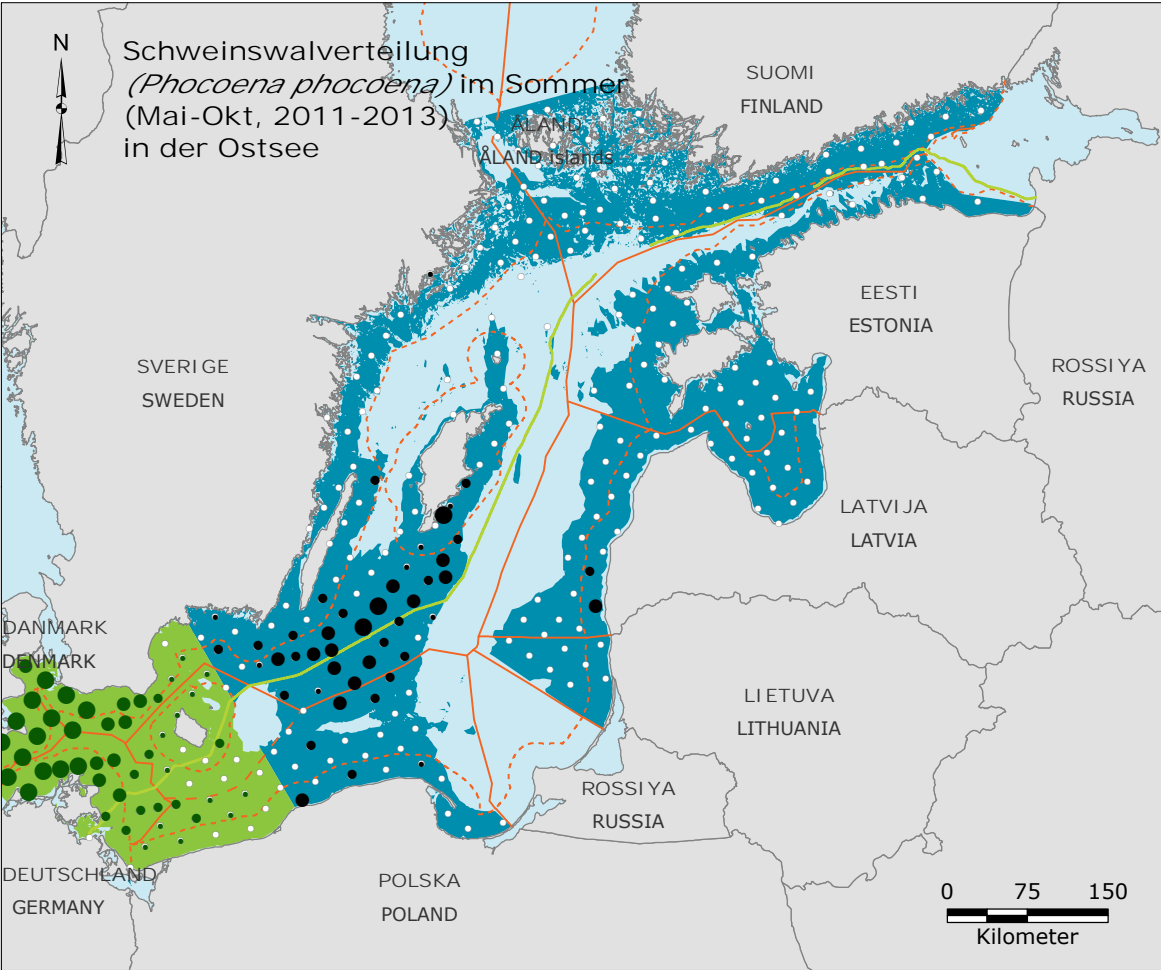 N
Schweinswalverteilung
(Phocoena phocoena) im Sommer
(Mai-Okt, 2011-2013)
in der Ostsee
SUOMI
FINLAND
ÅLAND
ÅLAND islands
EESTI
ESTONIA
SVERIGE
SWEDEN
ROSSIYA
RUSSIA
LATVIJA
LATVIA
DANMARK
DENMARK
LIETUVA
LITHUANIA
ROSSIYA
RUSSIA
DEUTSCHLAND
GERMANY
POLSKA
POLAND
0 75 150
Kilometer